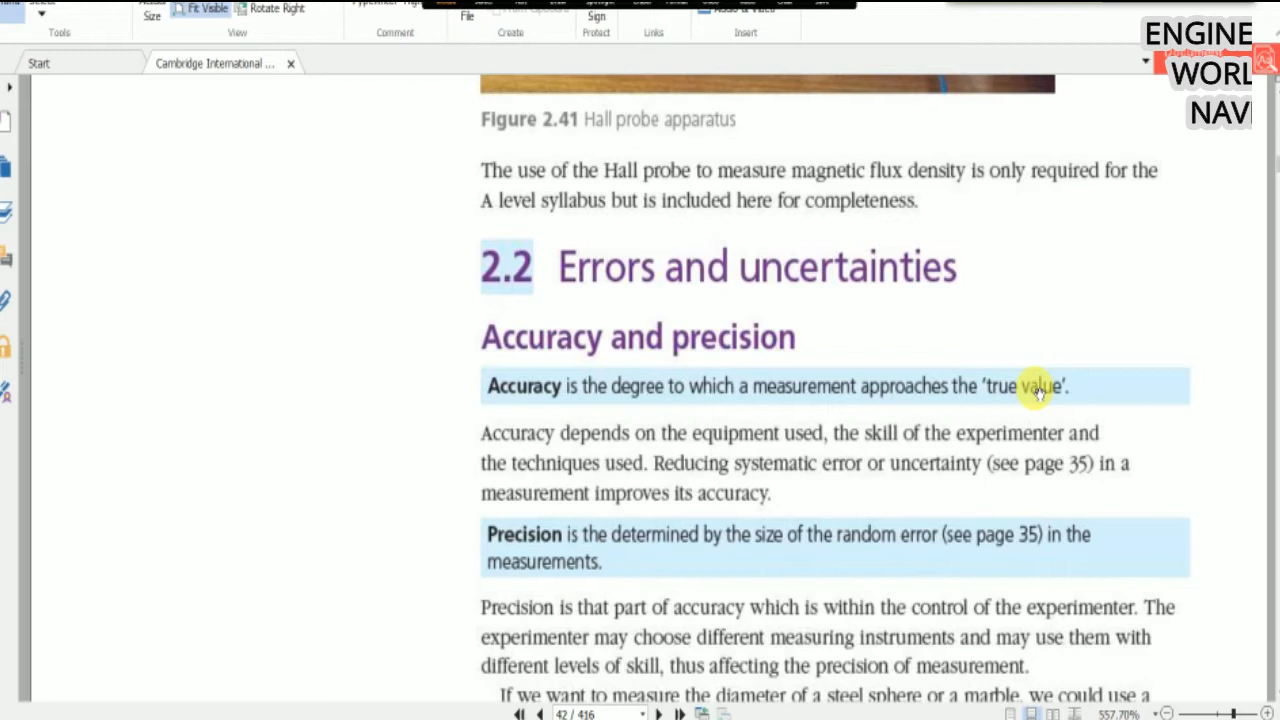 Size
Fit Visible
Rotate Right
File
Sign
Tools
View
Comment
Create
Protect
Links
Insert
ENGINE
WORL
NAVI
Start
Cambridge International ...
Figure 2.41 Hall probe apparatus
The use of the Hall probe to measure magnetic flux density is only required for the
A level syllabus but is included here for completeness.
2.2 Errors and uncertainties
Accuracy and precision
Accuracy is the degree to which a measurement approaches the 'true value'.
Accuracy depends on the equipment used, the skill of the experimenter and
the techniques used. Reducing systematic error or uncertainty (see page 35) in a
measurement improves its accuracy.
Precision is the determined by the size of the random error (see page 35) in the
measurements.
Precision is that part of accuracy which is within the control of the experimenter. The
experimenter may choose different measuring instruments and may use them with
different levels of skill, thus affecting the precision of measurement.
If we want to measure the diameter of a steel sphere or a marble, we could use a
42 / 416
557.70%